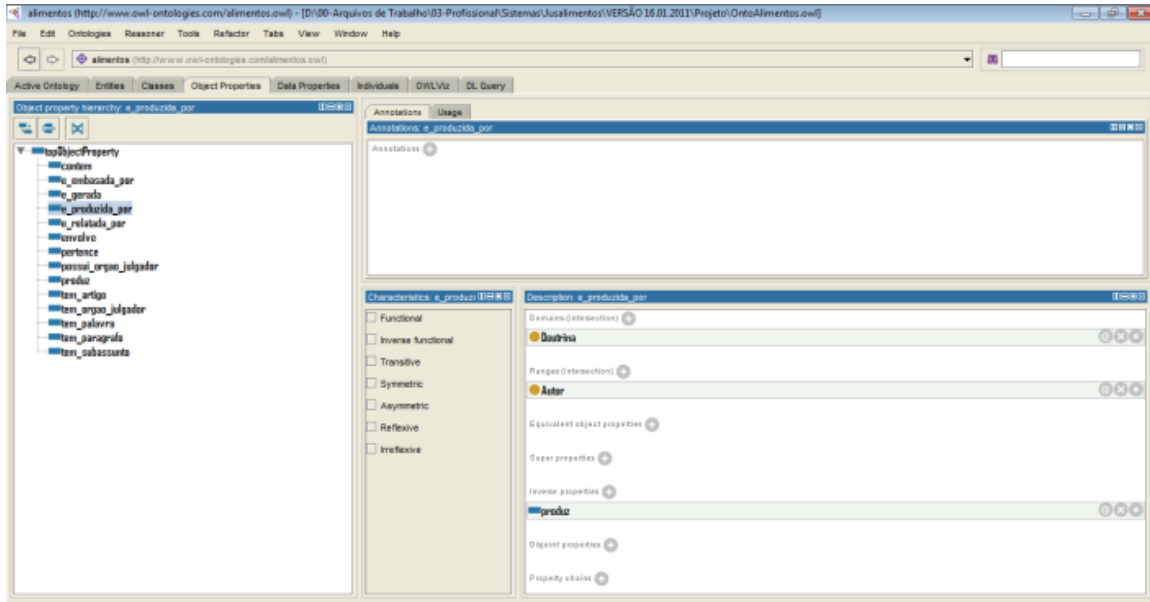 alimentos (http://www.owl-ontologies.com/alimentos.owl) - [D:\00-Arquivos de Trabalho\03-Profissional\Sistemas\Jusalimentos\VERSÃO 16.01.2011\Projeto\OntoAlimentos.owl]
File Edit Ontologies Reasoner Tools Refactor Tabs View Window Help
alimentos (http://www.owl-ontologies.com/alimentos.owl)
Active Ontology Entities Classes Object Properties Data Properties Individuals OWLViz DL Query
Object property hierarchy: e_produzida_por
topObjectProperty
contem
e_embasada_por
e_gerada
e_produzida_por
e_relatada_por
envolve
pertence
possui_orgao_julgador
produz
tem_artigo
tem_orgao_julgador
tem_palavra
tem_paragrafo
tem_subassunto
Annotations Usage
Annotations: e_produzida_por
Annotations
Characteristics: e_produzi
Functional
Inverse functional
Transitive
Symmetric
Asymmetric
Reflexive
Irreflexive
Description: e_produzida_por
Domains (intersection)
Doutrina
Ranges (intersection)
Autor
Equivalent object properties
Super properties
Inverse properties
produz
Disjoint properties
Property chains